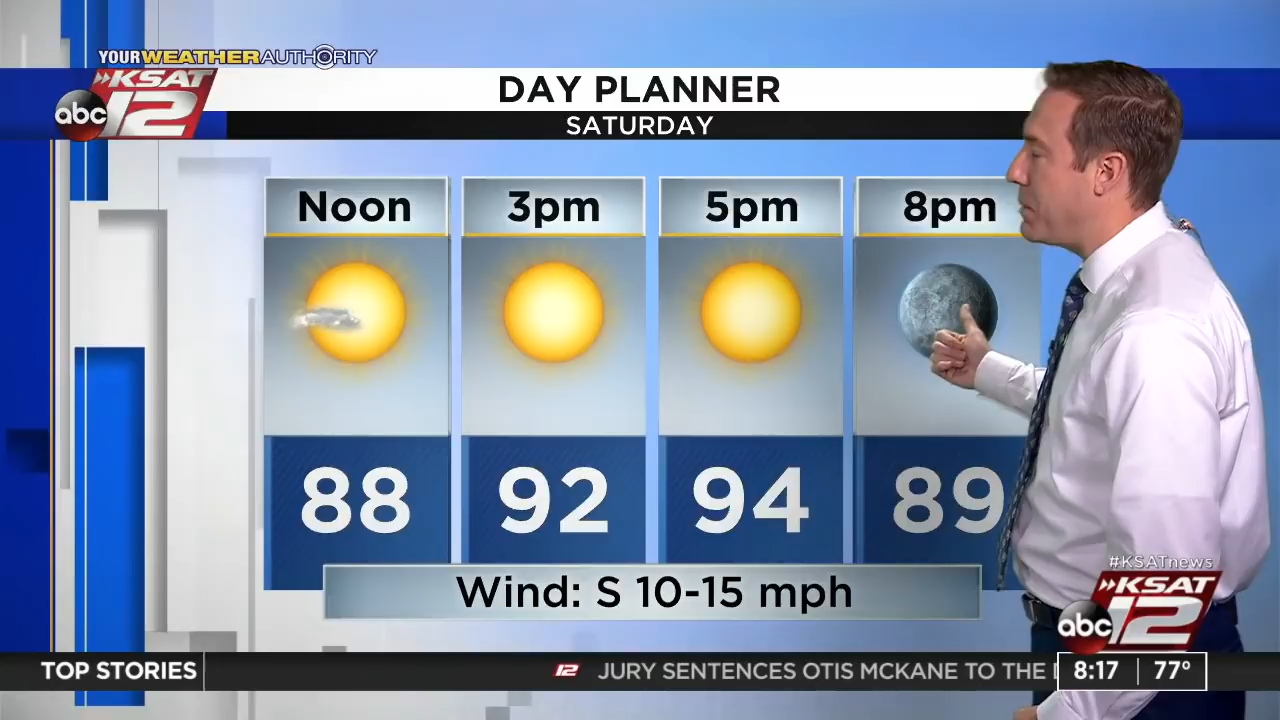 YOURWEATHERAUTHORITY
KSAT
abc 12
DAY PLANNER
SATURDAY
Noon 3pm 5pm 8pm
88 92 94 89
Wind: S 10-15 mph
#KSATnews
KSAT
abc 12
TOP STORIES 12 JURY SENTENCES OTIS MCKANE TO THE 8:17 77°